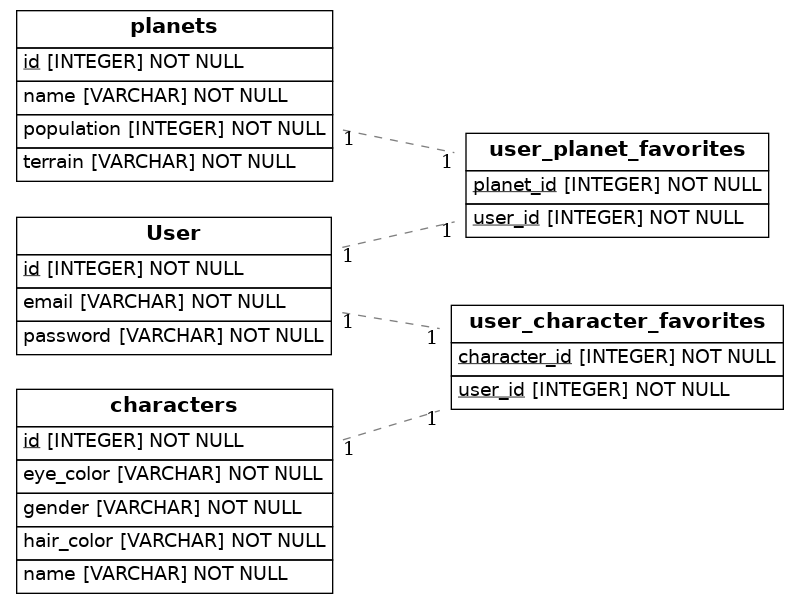 planets
id [INTEGER] NOT NULL
name [VARCHAR] NOT NULL
population [INTEGER] NOT NULL
terrain [VARCHAR] NOT NULL
1
1
user_planet_favorites
planet_id [INTEGER] NOT NULL
user_id [INTEGER] NOT NULL
User
id [INTEGER] NOT NULL
email [VARCHAR] NOT NULL
password [VARCHAR] NOT NULL
1
1
1
1
user_character_favorites
character_id [INTEGER] NOT NULL
user_id [INTEGER] NOT NULL
characters
id [INTEGER] NOT NULL
eye_color [VARCHAR] NOT NULL
gender [VARCHAR] NOT NULL
hair_color [VARCHAR] NOT NULL
name [VARCHAR] NOT NULL
1
1